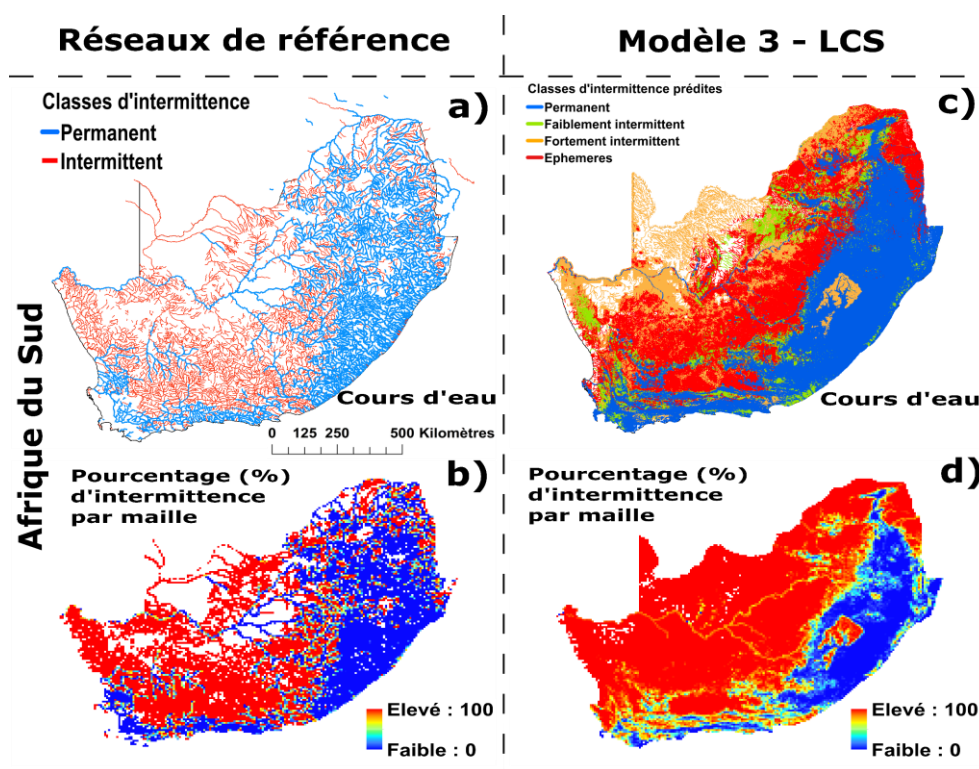 Réseaux de référence
Modèle 3 - LCS
Afrique du Sud
a)
Classes d'intermittence
Permanent
Intermittent
Cours d'eau
0 125 250 500 Kilomètres
c)
Classes d'intermittence prédites
Permanent
Faiblement intermittent
Fortement intermittent
Ephemeres
Cours d'eau
b)
Pourcentage (%)
d'intermittence
par maille
Elevé : 100
Faible : 0
d)
Pourcentage (%)
d'intermittence
par maille
Elevé : 100
Faible : 0